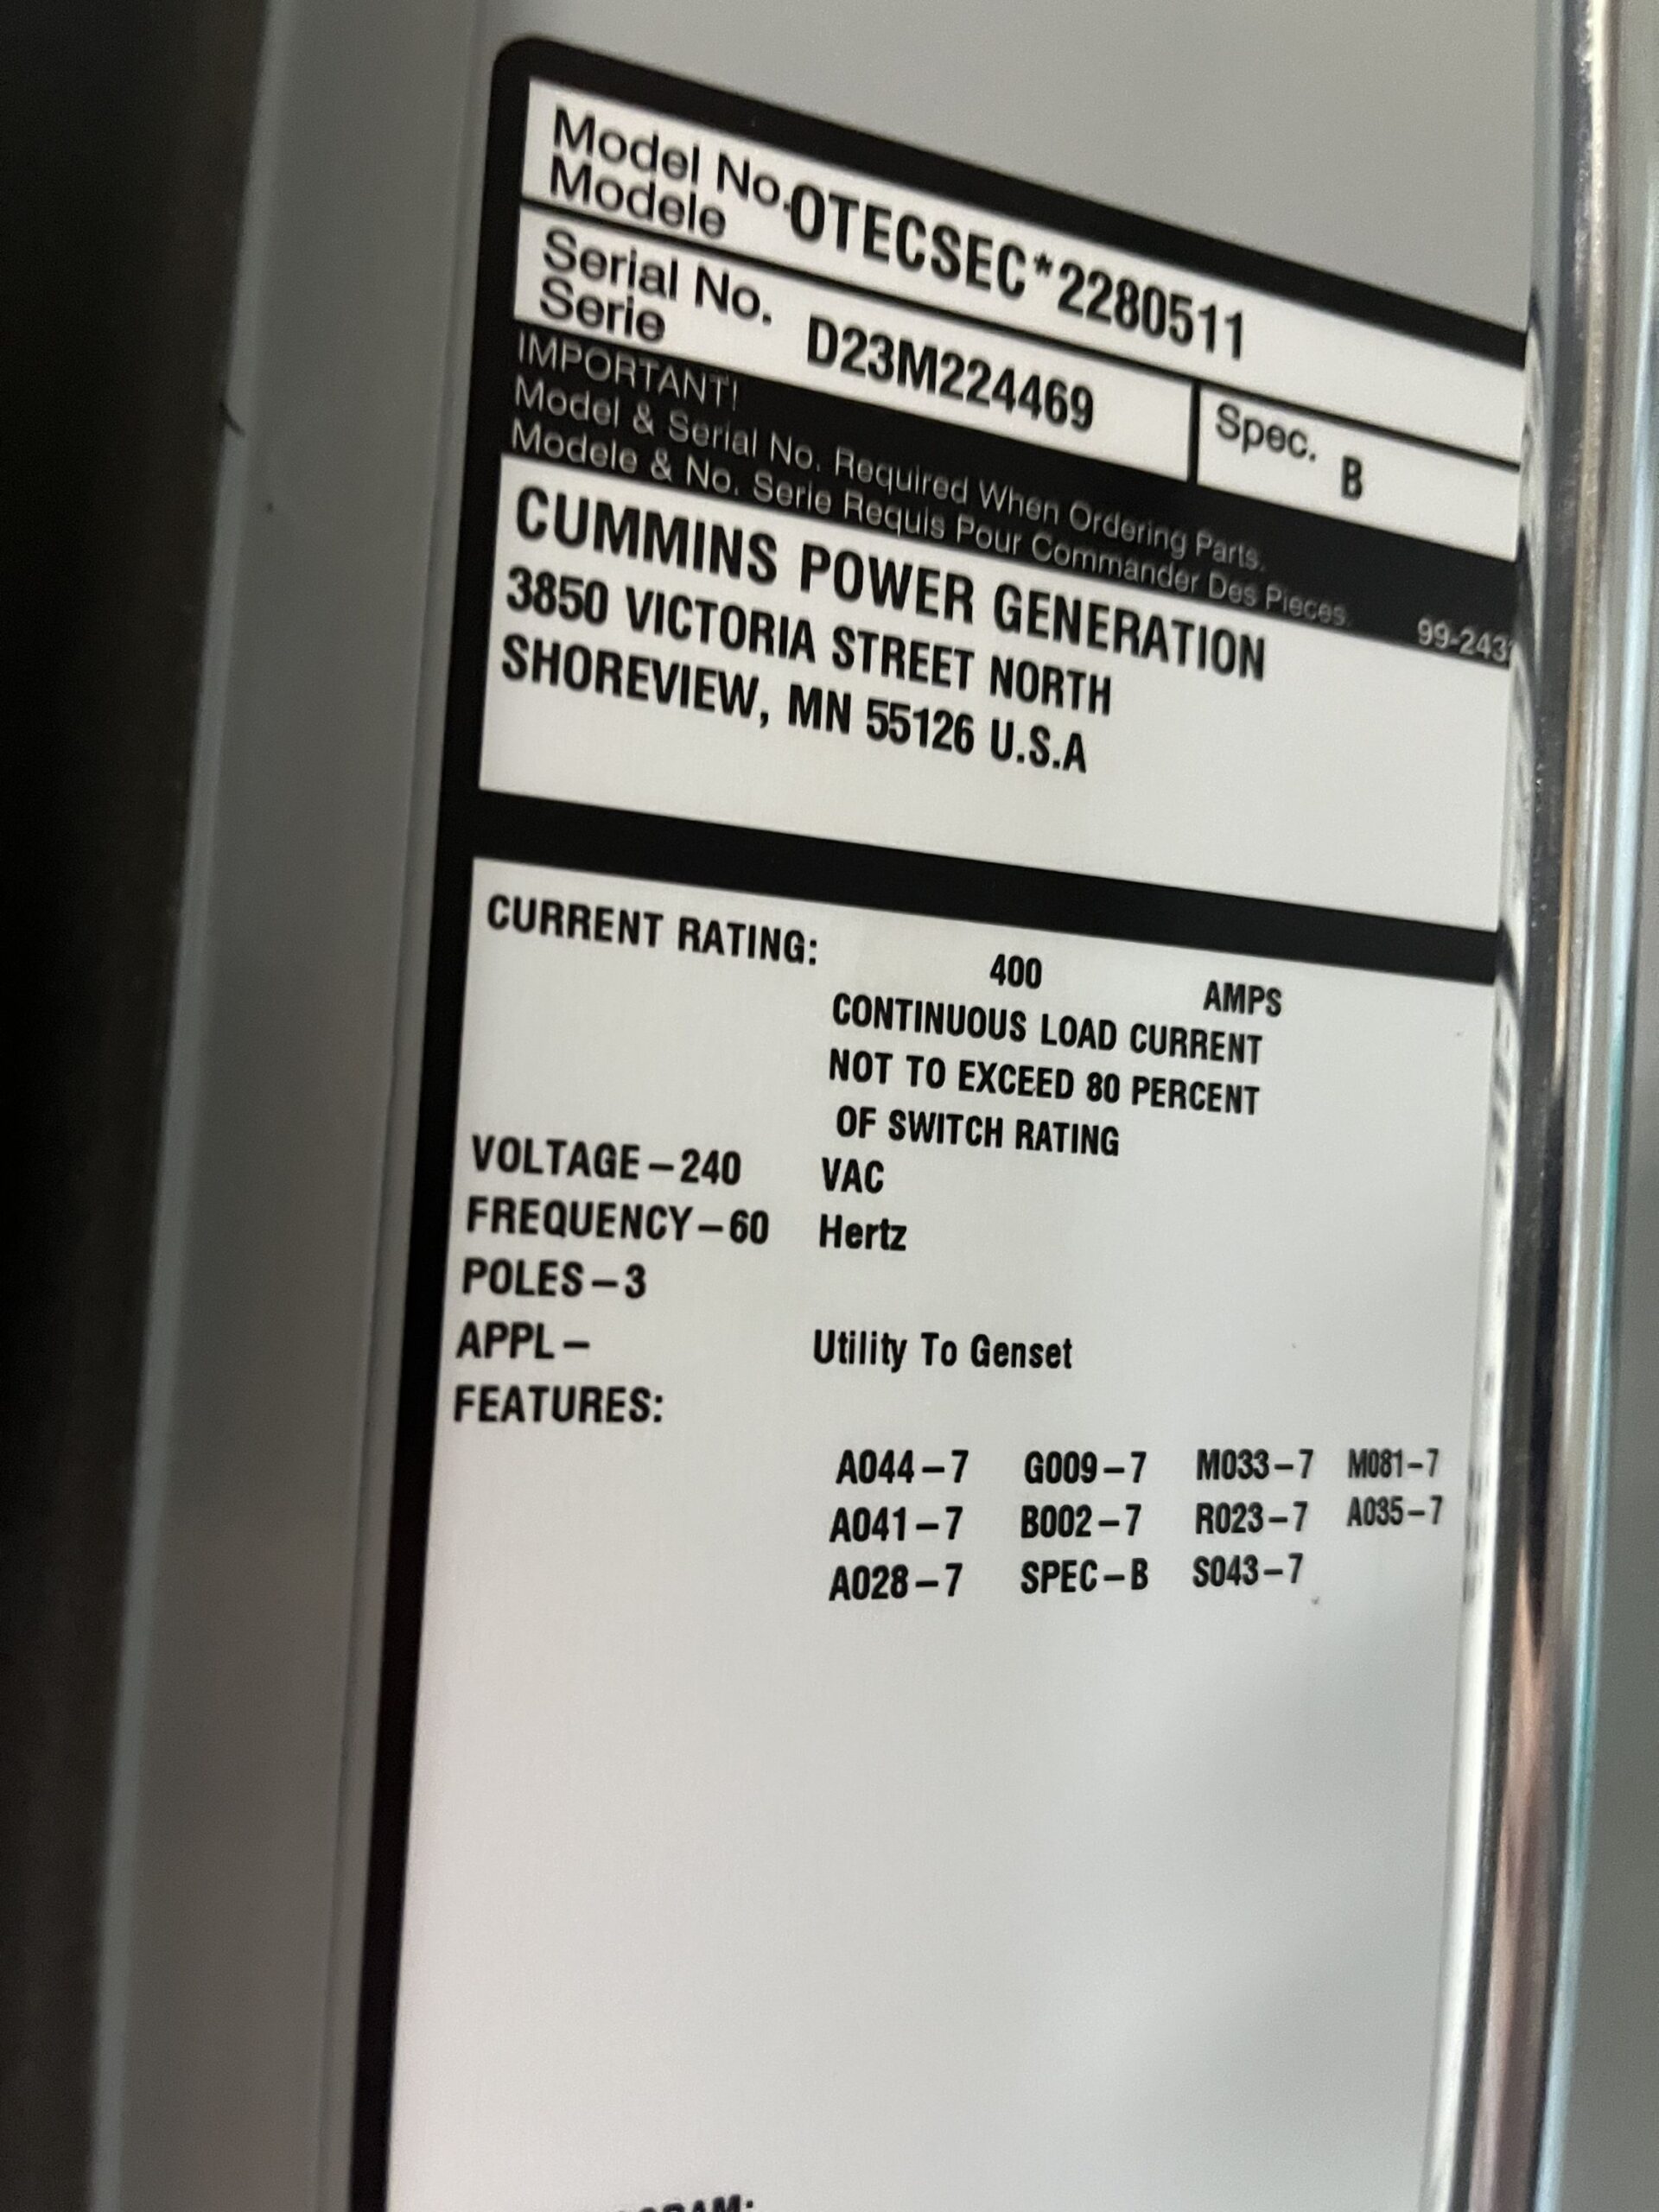 Model No. OTECSEC*2280511
Modele
Serial No. D23M224469 Spec. B
Serie
IMPORTANT!
Model & Serial No. Required When Ordering Parts.
Modele & No. Serie Requis Pour Commander Des Pieces.
CUMMINS POWER GENERATION
3850 VICTORIA STREET NORTH
SHOREVIEW, MN 55126 U.S.A
CURRENT RATING: 400 AMPS
CONTINUOUS LOAD CURRENT
NOT TO EXCEED 80 PERCENT
OF SWITCH RATING
VOLTAGE-240 VAC
FREQUENCY-60 Hertz
POLES-3
APPL- Utility To Genset
FEATURES:
A044-7 G009-7 M033-7 M081-7
A041-7 B002-7 R023-7 A035-7
A028-7 SPEC-B S043-7